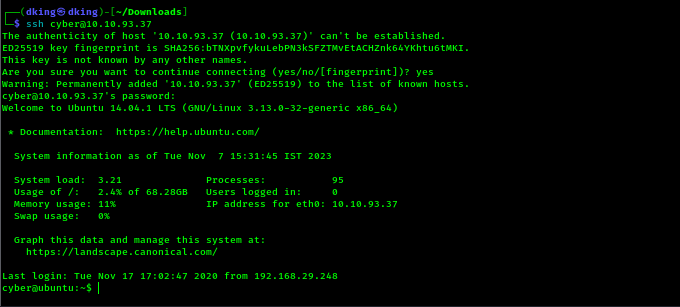 ┌──(dking㉿dking)-[~/Downloads]
└─$ ssh cyber@10.10.93.37
The authenticity of host '10.10.93.37 (10.10.93.37)' can't be established.
ED25519 key fingerprint is SHA256:bTNXpvfykuLebPN3kSFZTMvEtACHZnk64YKhtu6tMKI.
This key is not known by any other names.
Are you sure you want to continue connecting (yes/no/[fingerprint])? yes
Warning: Permanently added '10.10.93.37' (ED25519) to the list of known hosts.
cyber@10.10.93.37's password:
Welcome to Ubuntu 14.04.1 LTS (GNU/Linux 3.13.0-32-generic x86_64)
* Documentation:  https://help.ubuntu.com/
System information as of Tue Nov  7 15:31:45 IST 2023
System load:  3.21              Processes:           95
Usage of /:   2.4% of 68.28GB   Users logged in:     0
Memory usage: 11%               IP address for eth0: 10.10.93.37
Swap usage:   0%
Graph this data and manage this system at:
https://landscape.canonical.com/
Last login: Tue Nov 17 17:02:47 2020 from 192.168.29.248
cyber@ubuntu:~$